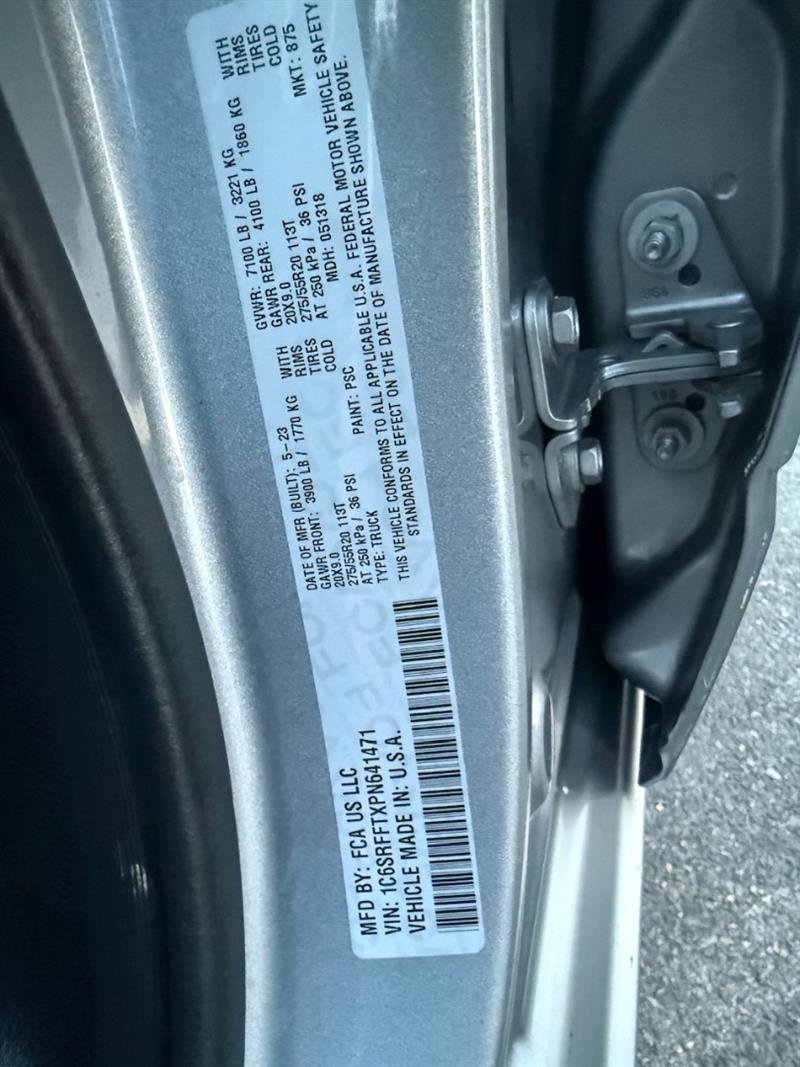 MFD BY: FCA US LLC
VIN: 1C6SRFFTXPN641471
VEHICLE MADE IN: U.S.A.
DATE OF MFR (BUILT): 5-23
GAWR FRONT: 3900 LB / 1770 KG WITH
20X9.0 RIMS
275/55R20 113T TIRES
AT 250 kPa / 36 PSI COLD
TYPE: TRUCK PAINT: PSC
GVWR: 7100 LB / 3221 KG
GAWR REAR: 4100 LB / 1860 KG WITH
20X9.0 RIMS
275/55R20 113T TIRES
AT 250 kPa / 36 PSI COLD
MDH: 051318 MKT: 875
THIS VEHICLE CONFORMS TO ALL APPLICABLE U.S.A. FEDERAL MOTOR VEHICLE SAFETY
STANDARDS IN EFFECT ON THE DATE OF MANUFACTURE SHOWN ABOVE.